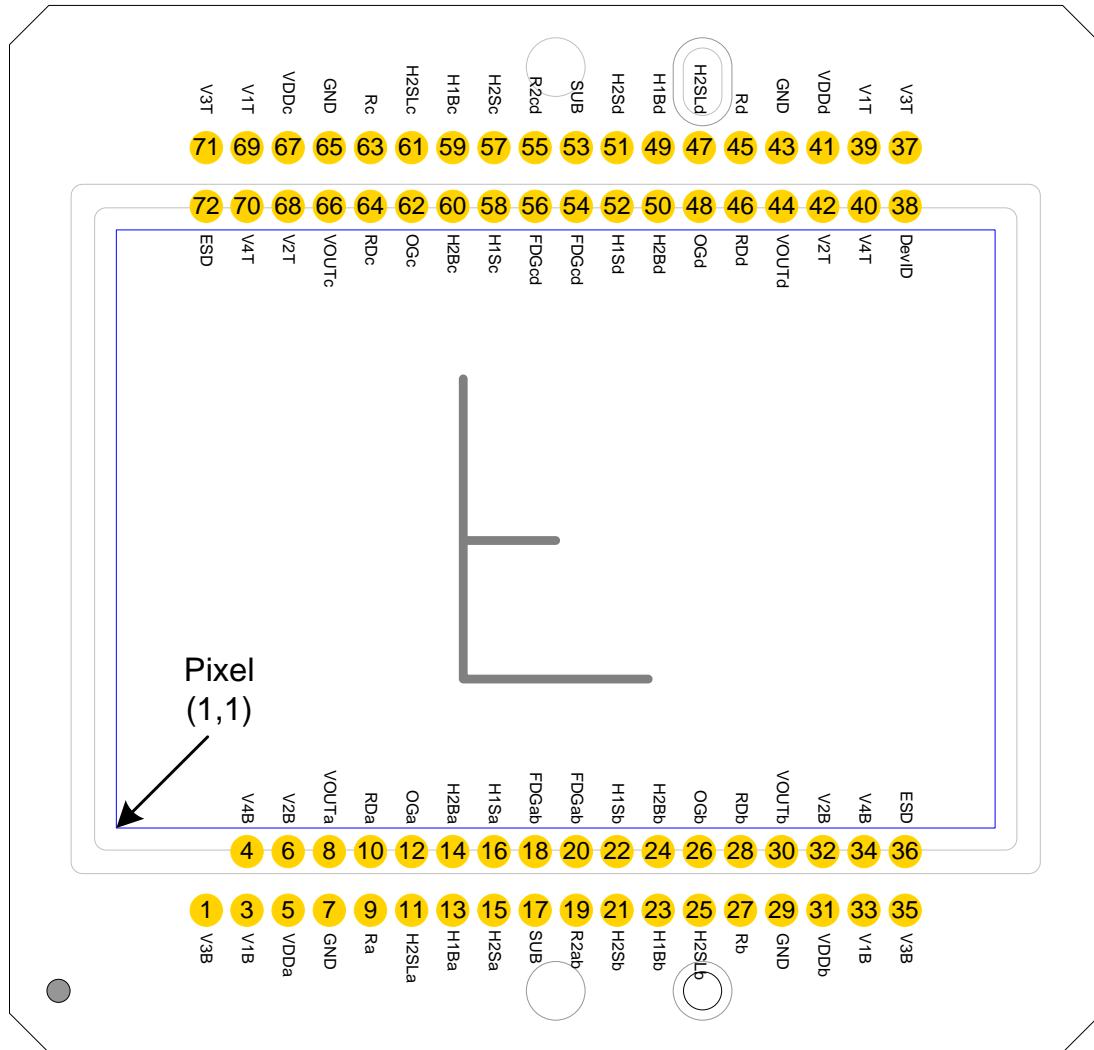 V3T V1T VDDc GND Rc H2SLc H1Bc H2Sc R2cd SUB H2Sd H1Bd H2SLd Rd GND VDDd V1T V3T
71 69 67 65 63 61 59 57 55 53 51 49 47 45 43 41 39 37
72 70 68 66 64 62 60 58 56 54 52 50 48 46 44 42 40 38
ESD V4T V2T VOUTc RDc OGc H2Bc H1Sc FDGcd FDGcd H1Sd H2Bd OGd RDd VOUTd V2T V4T DevID
Pixel
(1,1)
V4B V2B VOUTa RDa OGa H2Ba H1Sa FDGab FDGab H1Sb H2Bb OGb RDb VOUTb V2B V4B ESD
4 6 8 10 12 14 16 18 20 22 24 26 28 30 32 34 36
1 3 5 7 9 11 13 15 17 19 21 23 25 27 29 31 33 35
V3B V1B VDDa GND Ra H2SLa H1Ba H2Sa SUB R2ab H2Sb H1Bb H2SLb Rb GND VDDb V1B V3B